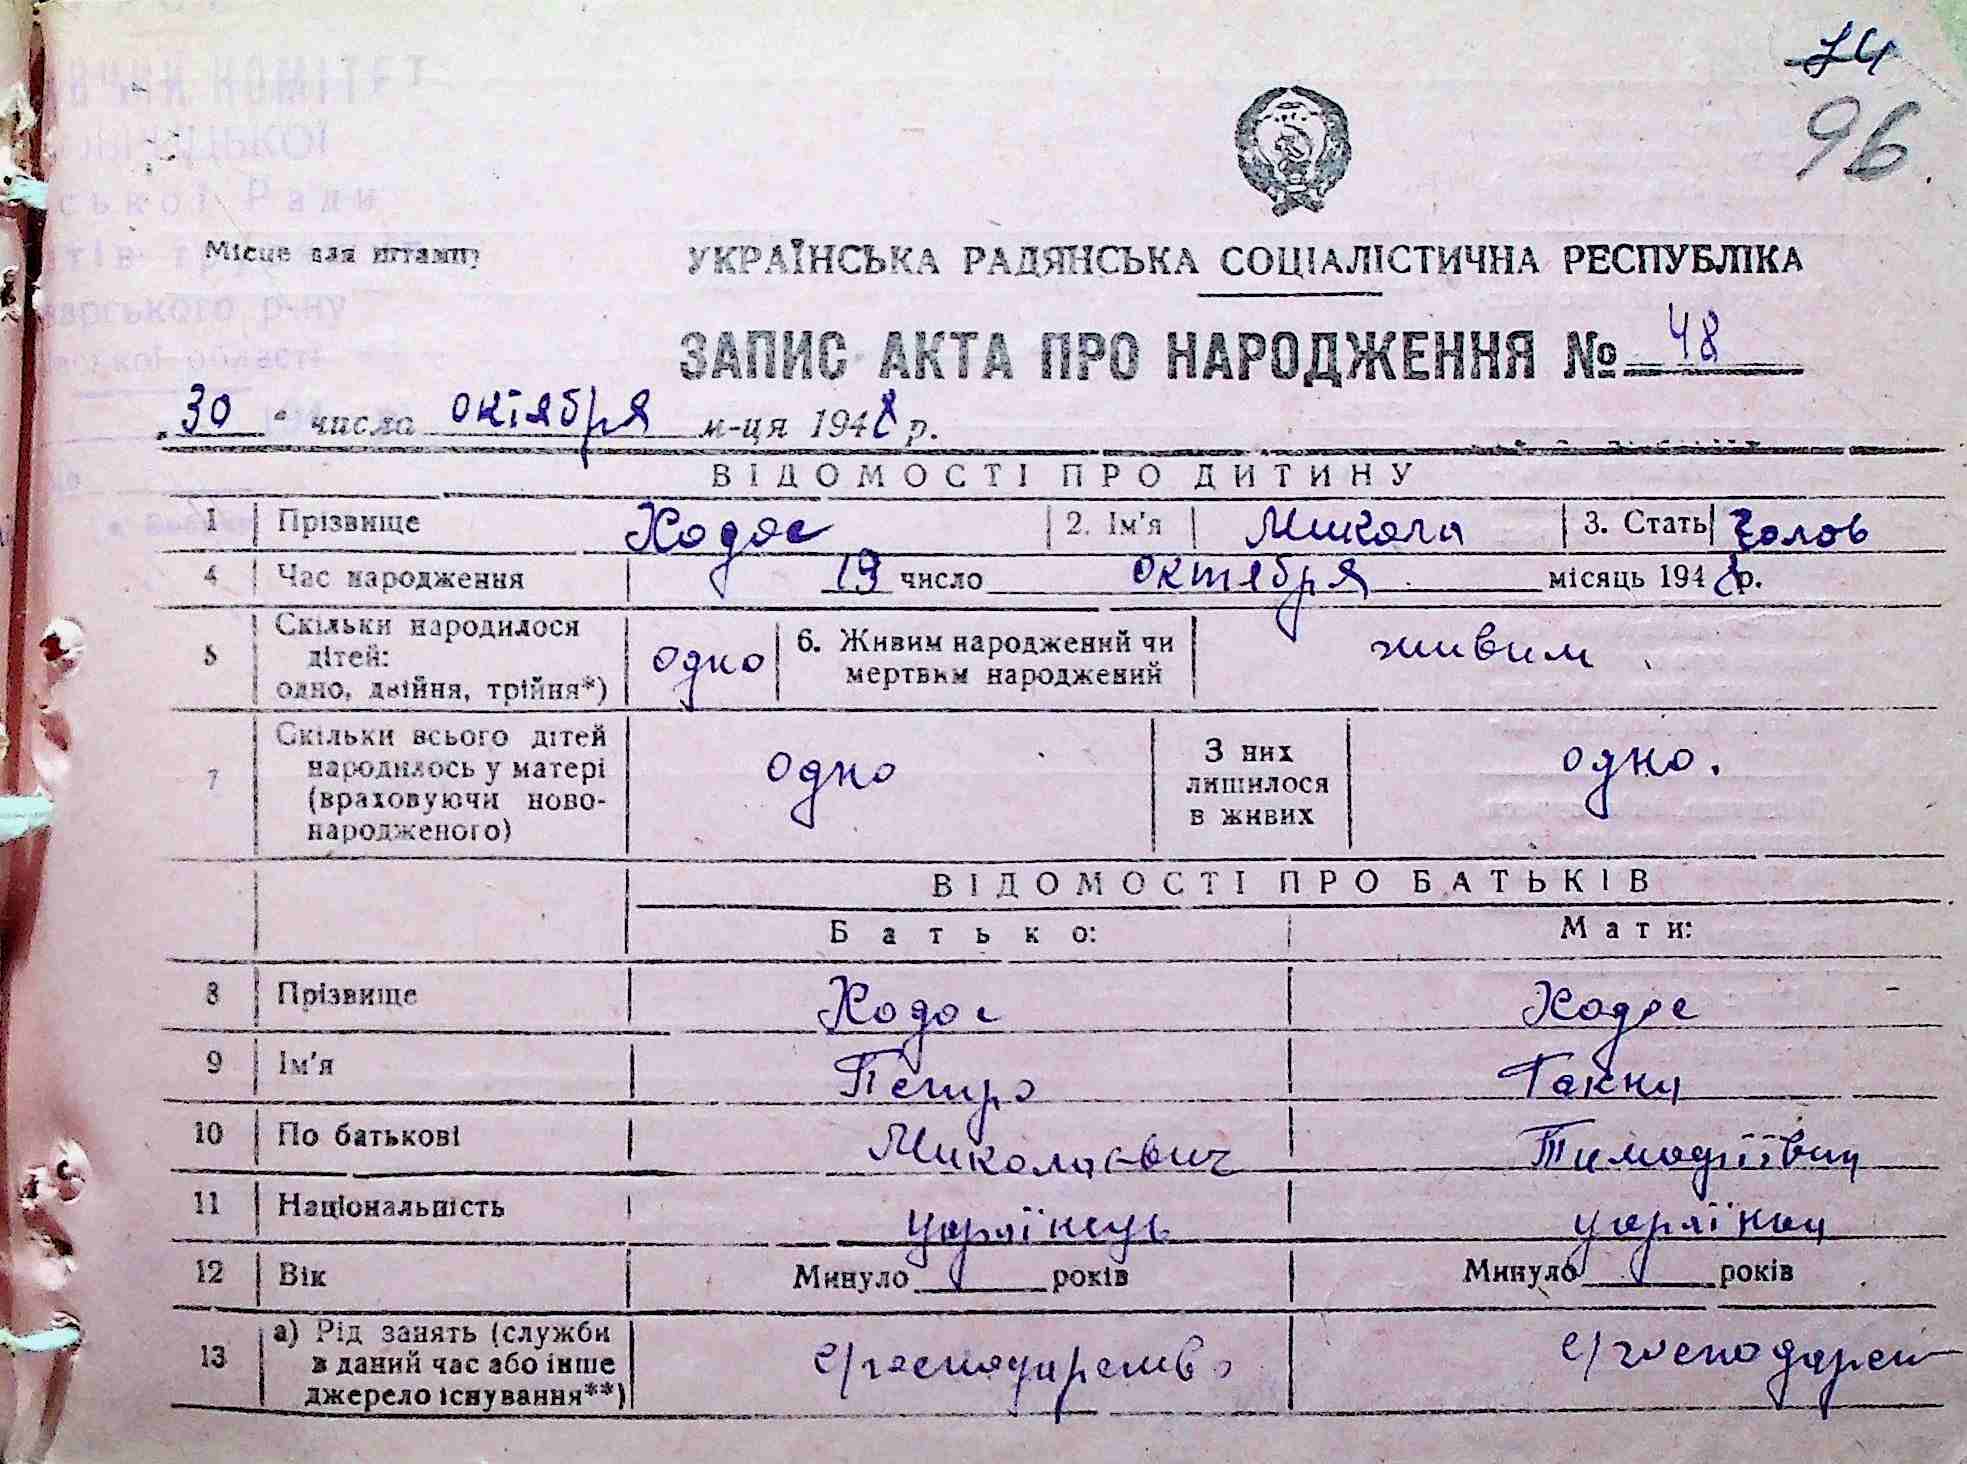 74
96
Місце для штампу
УКРАЇНСЬКА РАДЯНСЬКА СОЦІАЛІСТИЧНА РЕСПУБЛІКА
ЗАПИС АКТА ПРО НАРОДЖЕННЯ № 48
„30" числа октября м-ця 1948 р.
ВІДОМОСТІ ПРО ДИТИНУ
1 Прізвище Ходос 2. Ім'я Микола 3. Стать Чолов
4 Час народження 19 число октября місяць 1948 р.
5 Скільки народилося дітей: одно, двійня, трійня*) одно 6. Живим народжений чи мертвим народжений живим
7 Скільки всього дітей народилось у матері (враховуючи новонародженого) одно З них лишилося в живих одно.
ВІДОМОСТІ ПРО БАТЬКІВ
Батько: Мати:
8 Прізвище Ходос Ходос
9 Ім'я Петро Ганна
10 По батькові Миколаєвич Тимофіївна
11 Національність українець українка
12 Вік Минуло років Минуло років
13 а) Рід занять (служби в даний час або інше джерело існування**) с/господарство с/господарст